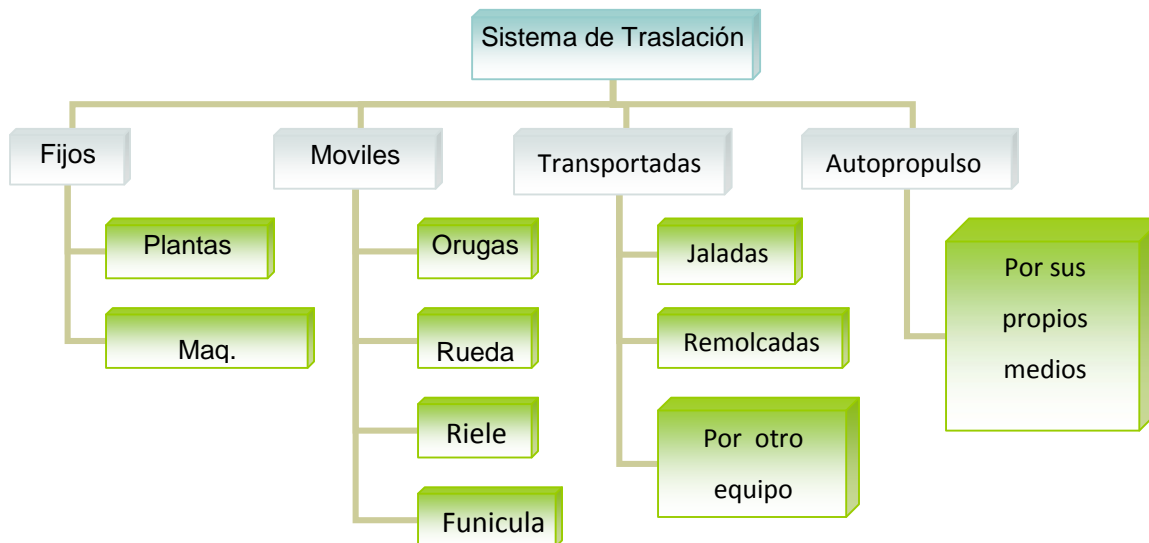 Sistema de Traslación
Fijos
Moviles
Transportadas
Autopropulso
Plantas
Maq.
Orugas
Rueda
Riele
Funicula
Jaladas
Remolcadas
Por otro
equipo
Por sus
propios
medios